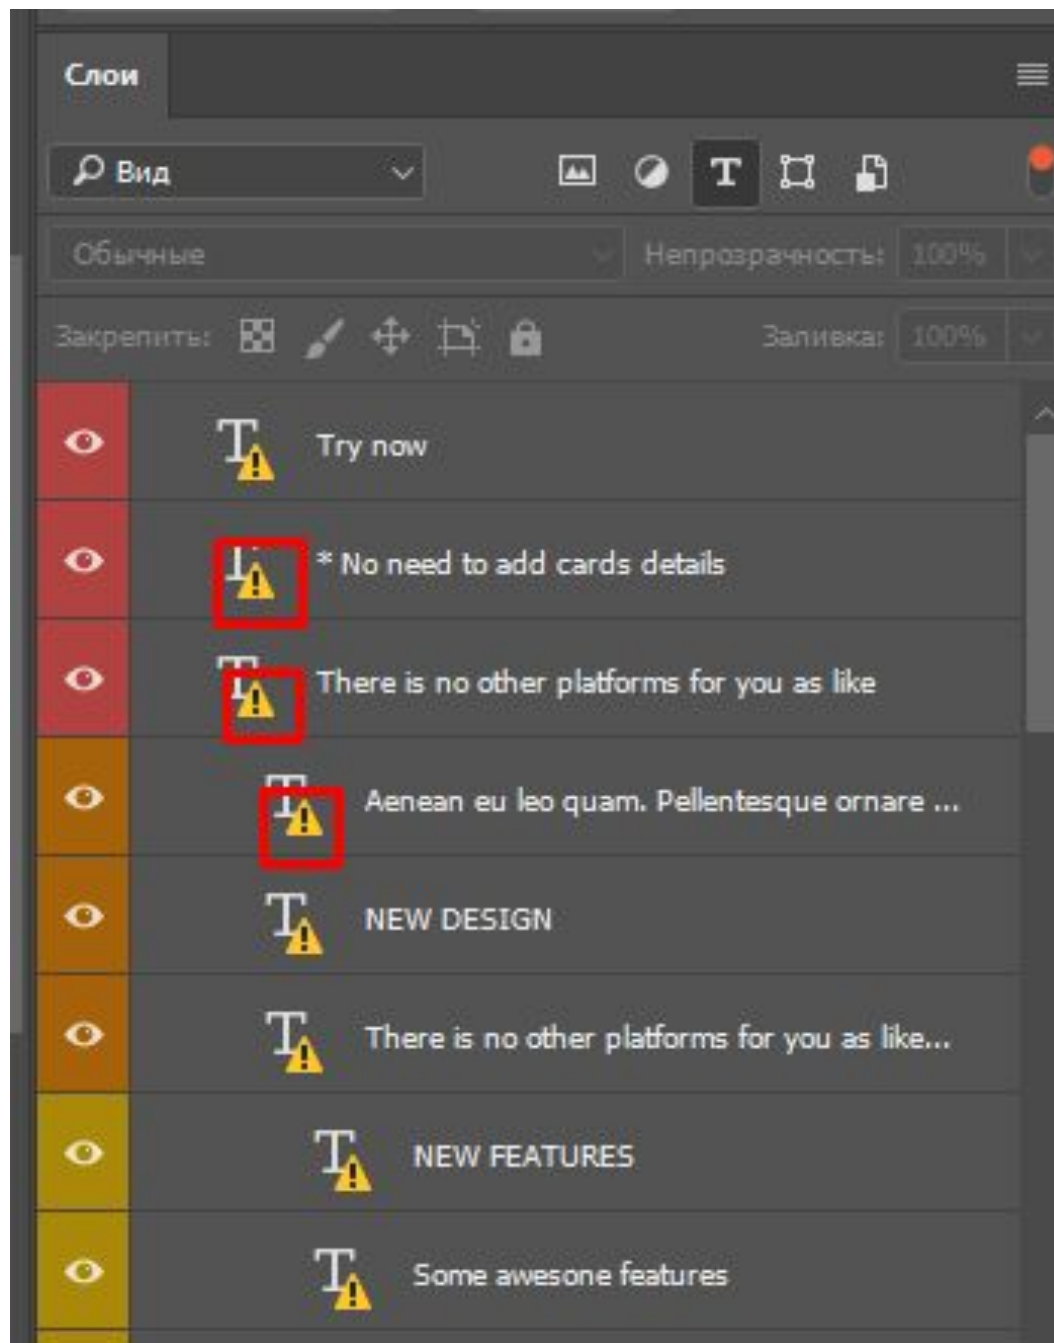 Слои
Вид
Обычные Непрозрачность: 100%
Закрепить: Заливка: 100%
Try now
* No need to add cards details
There is no other platforms for you as like
Aenean eu leo quam. Pellentesque ornare ...
NEW DESIGN
There is no other platforms for you as like...
NEW FEATURES
Some awesone features